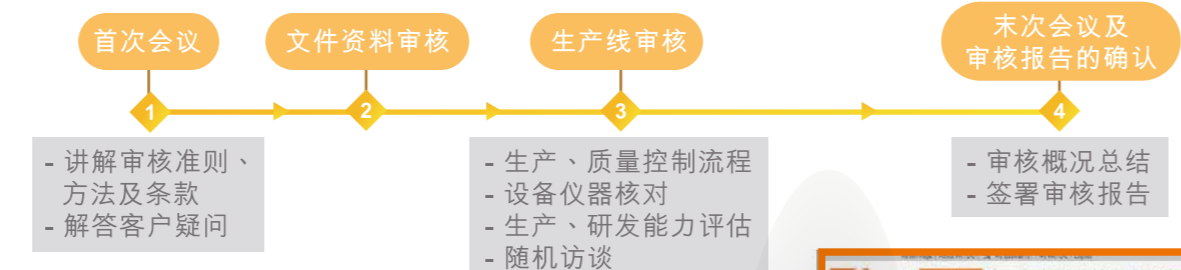 首次会议
文件资料审核
生产线审核
末次会议及
审核报告的确认
1
2
3
4
- 讲解审核准则、
方法及条款
- 解答客户疑问
- 生产、质量控制流程
- 设备仪器核对
- 生产、研发能力评估
- 随机访谈
- 审核概况总结
- 签署审核报告